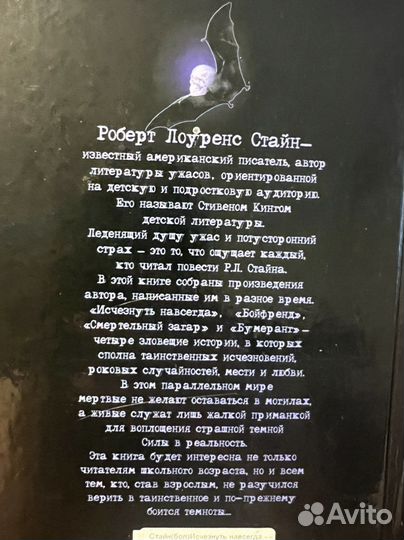 Роберт Лоуренс Стайн—
известный американский писатель, автор
литературы ужасов, ориентированной
на детскую и подростковую аудиторию.
Его называют Стивеном Кингом
детской литературы.
Леденящий душу ужас и потусторонний
страх – это то, что ощущает каждый,
кто читал повести Р.Л. Стайна.
В этой книге собраны произведения
автора, написанные им в разное время.
«Исчезнуть навсегда», «Бойфренд»,
«Смертельный загар» и «Бумеранг» –
четыре зловещие истории, в которых
сполна таинственных исчезновений,
роковых случайностей, мести и любви.
В этом параллельном мире
мертвые не желают оставаться в могилах,
а живые служат лишь жалкой приманкой
для воплощения страшной темной
Силы в реальность.
Эта книга будет интересна не только
читателям школьного возраста, но и всем
тем, кто, став взрослым, не разучился
верить в таинственное и по-прежнему
боится темноты...
Стайн(бол)Исчезнуть навсегда
Avito